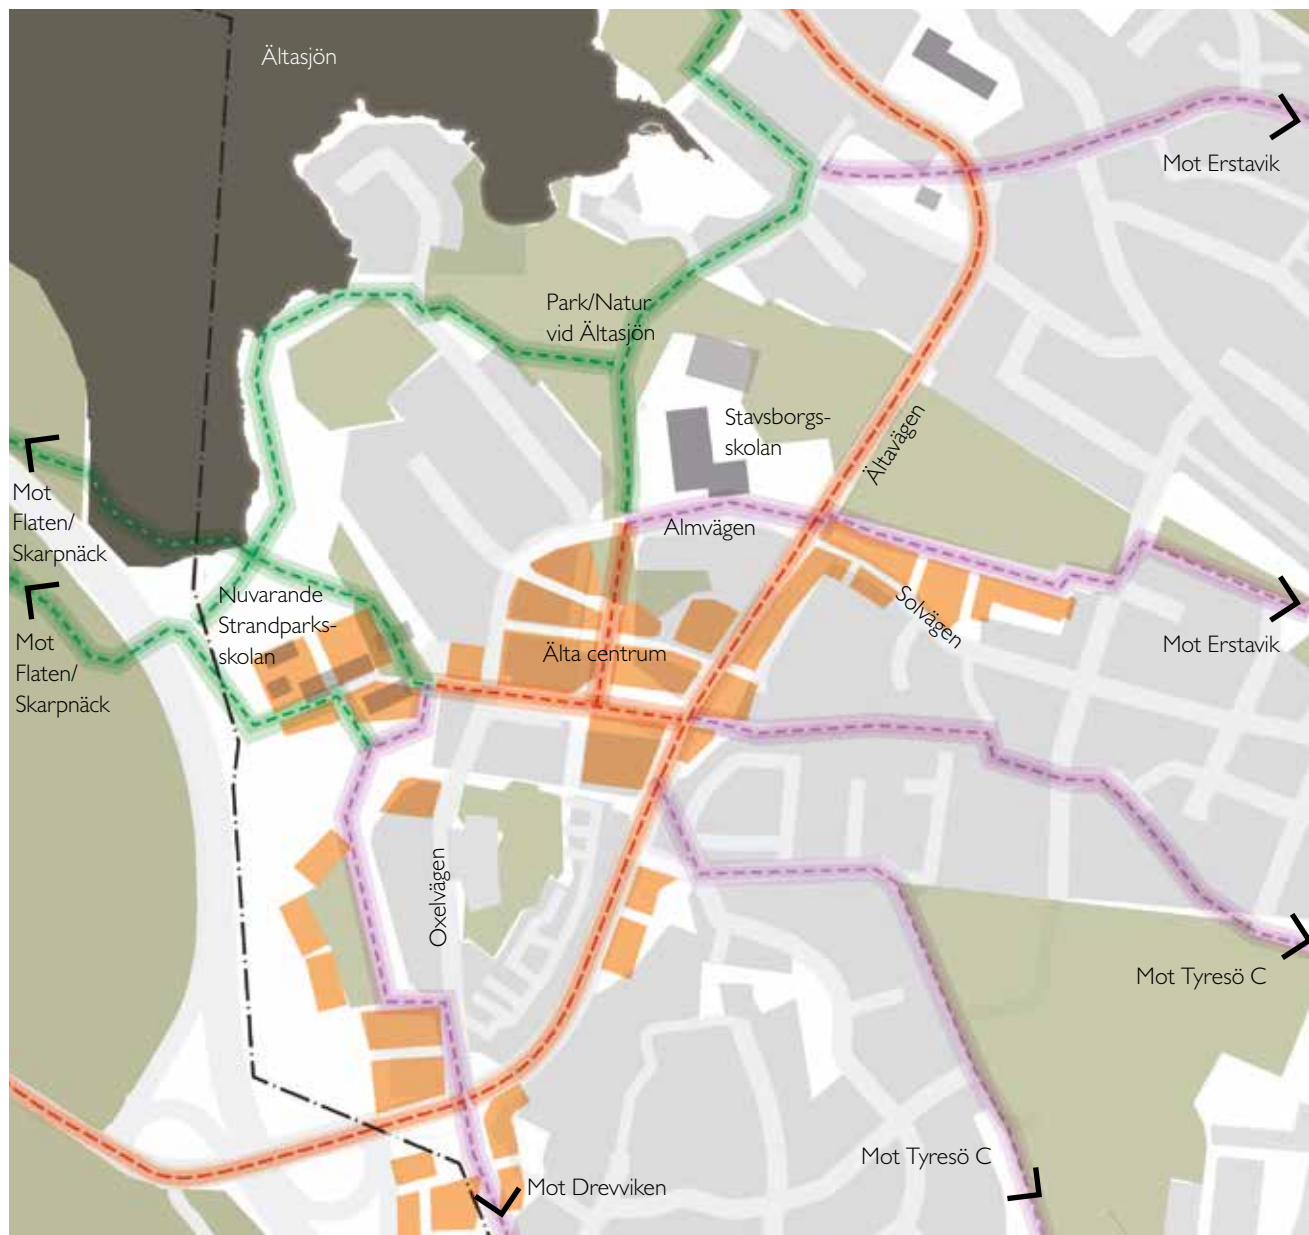 Ältasjön
Mot Erstavik
Park/Natur
vid Ältasjön
Stavsborgs-
skolan
Ältavägen
Mot
Flaten/
Skarpnäck
Almvägen
Nuvarande
Strandparks-
skolan
Solvägen
Mot
Flaten/
Skarpnäck
Älta centrum
Mot Erstavik
Oxelvägen
Mot Tyresö C
Mot Tyresö C
Mot Drevviken